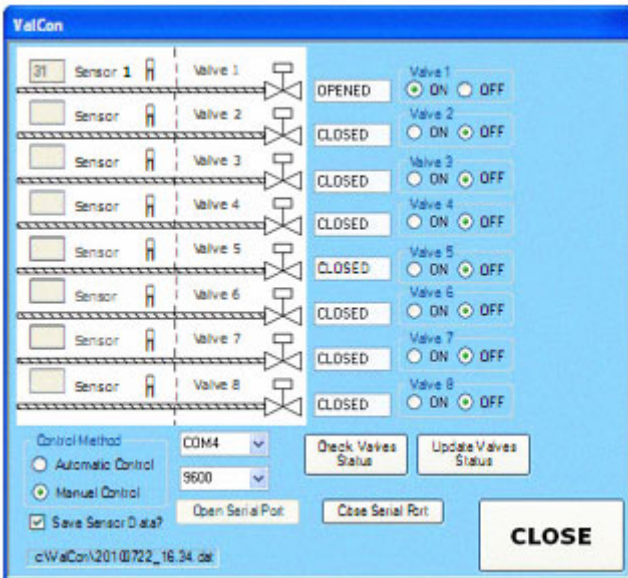 ValCon
31 Sensor 1 Valve 1 OPENED Valve 1 ON OFF
Sensor Valve 2 CLOSED Valve 2 ON OFF
Sensor Valve 3 CLOSED Valve 3 ON OFF
Sensor Valve 4 CLOSED Valve 4 ON OFF
Sensor Valve 5 CLOSED Valve 5 ON OFF
Sensor Valve 6 CLOSED Valve 6 ON OFF
Sensor Valve 7 CLOSED Valve 7 ON OFF
Sensor Valve 8 CLOSED Valve 8 ON OFF
Control Method
Automatic Control
Manual Control
COM4
9600
Check Valves
Status
Update Valves
Status
Open Serial Port
Close Serial Port
Save Sensor Data?
c:\ValCon\20100722_16.34.dat
CLOSE